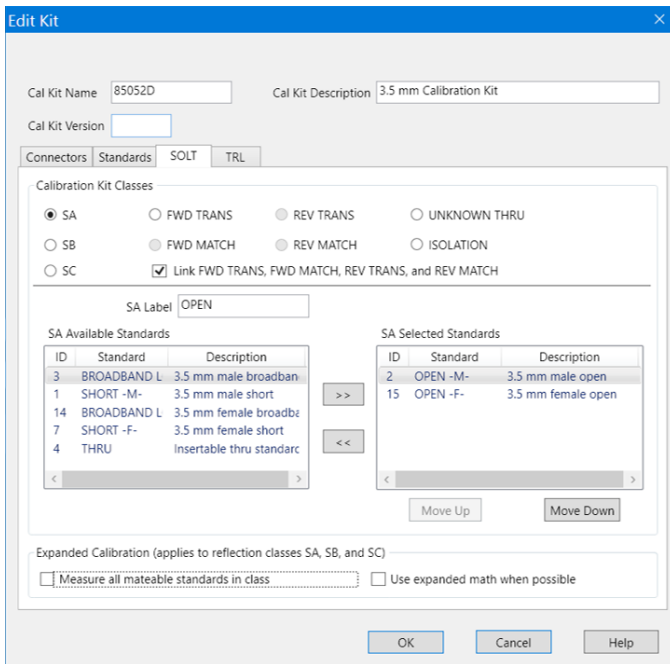 Edit Kit
Cal Kit Name 85052D Cal Kit Description 3.5 mm Calibration Kit
Cal Kit Version
Connectors Standards SOLT TRL
Calibration Kit Classes
SA FWD TRANS REV TRANS UNKNOWN THRU
SB FWD MATCH REV MATCH ISOLATION
SC Link FWD TRANS, FWD MATCH, REV TRANS, and REV MATCH
SA Label OPEN
SA Available Standards SA Selected Standards
ID Standard Description ID Standard Description
3 BROADBAND L 3.5 mm male broadban 2 OPEN -M- 3.5 mm male open
1 SHORT -M- 3.5 mm male short >> 15 OPEN -F- 3.5 mm female open
14 BROADBAND L 3.5 mm female broadba
7 SHORT -F- 3.5 mm female short
4 THRU Insertable thru standarc <<
Move Up Move Down
Expanded Calibration (applies to reflection classes SA, SB, and SC)
Measure all mateable standards in class Use expanded math when possible
OK Cancel Help